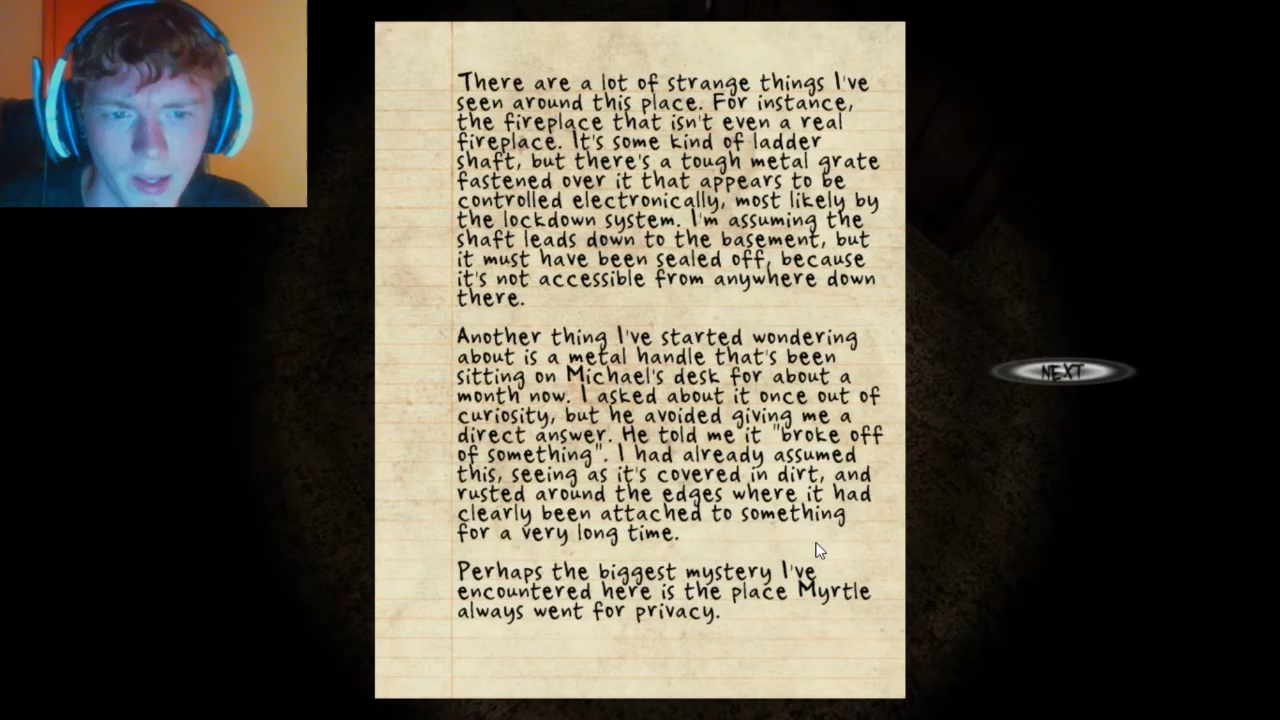 There are a lot of strange things I've
seen around this place. For instance,
the fireplace that isn't even a real
fireplace. It's some kind of ladder
shaft, but there's a tough metal grate
fastened over it that appears to be
controlled electronically, most likely by
the lockdown system. I'm assuming the
shaft leads down to the basement, but
it must have been sealed off, because
it's not accessible from anywhere down
there.
Another thing I've started wondering
about is a metal handle that's been
sitting on Michael's desk for about a
month now. I asked about it once out of
curiosity, but he avoided giving me a
direct answer. He told me it "broke off
of something". I had already assumed
this, seeing as it's covered in dirt, and
rusted around the edges where it had
clearly been attached to something
for a very long time.
Perhaps the biggest mystery I've
encountered here is the place Myrtle
always went for privacy.
NEXT